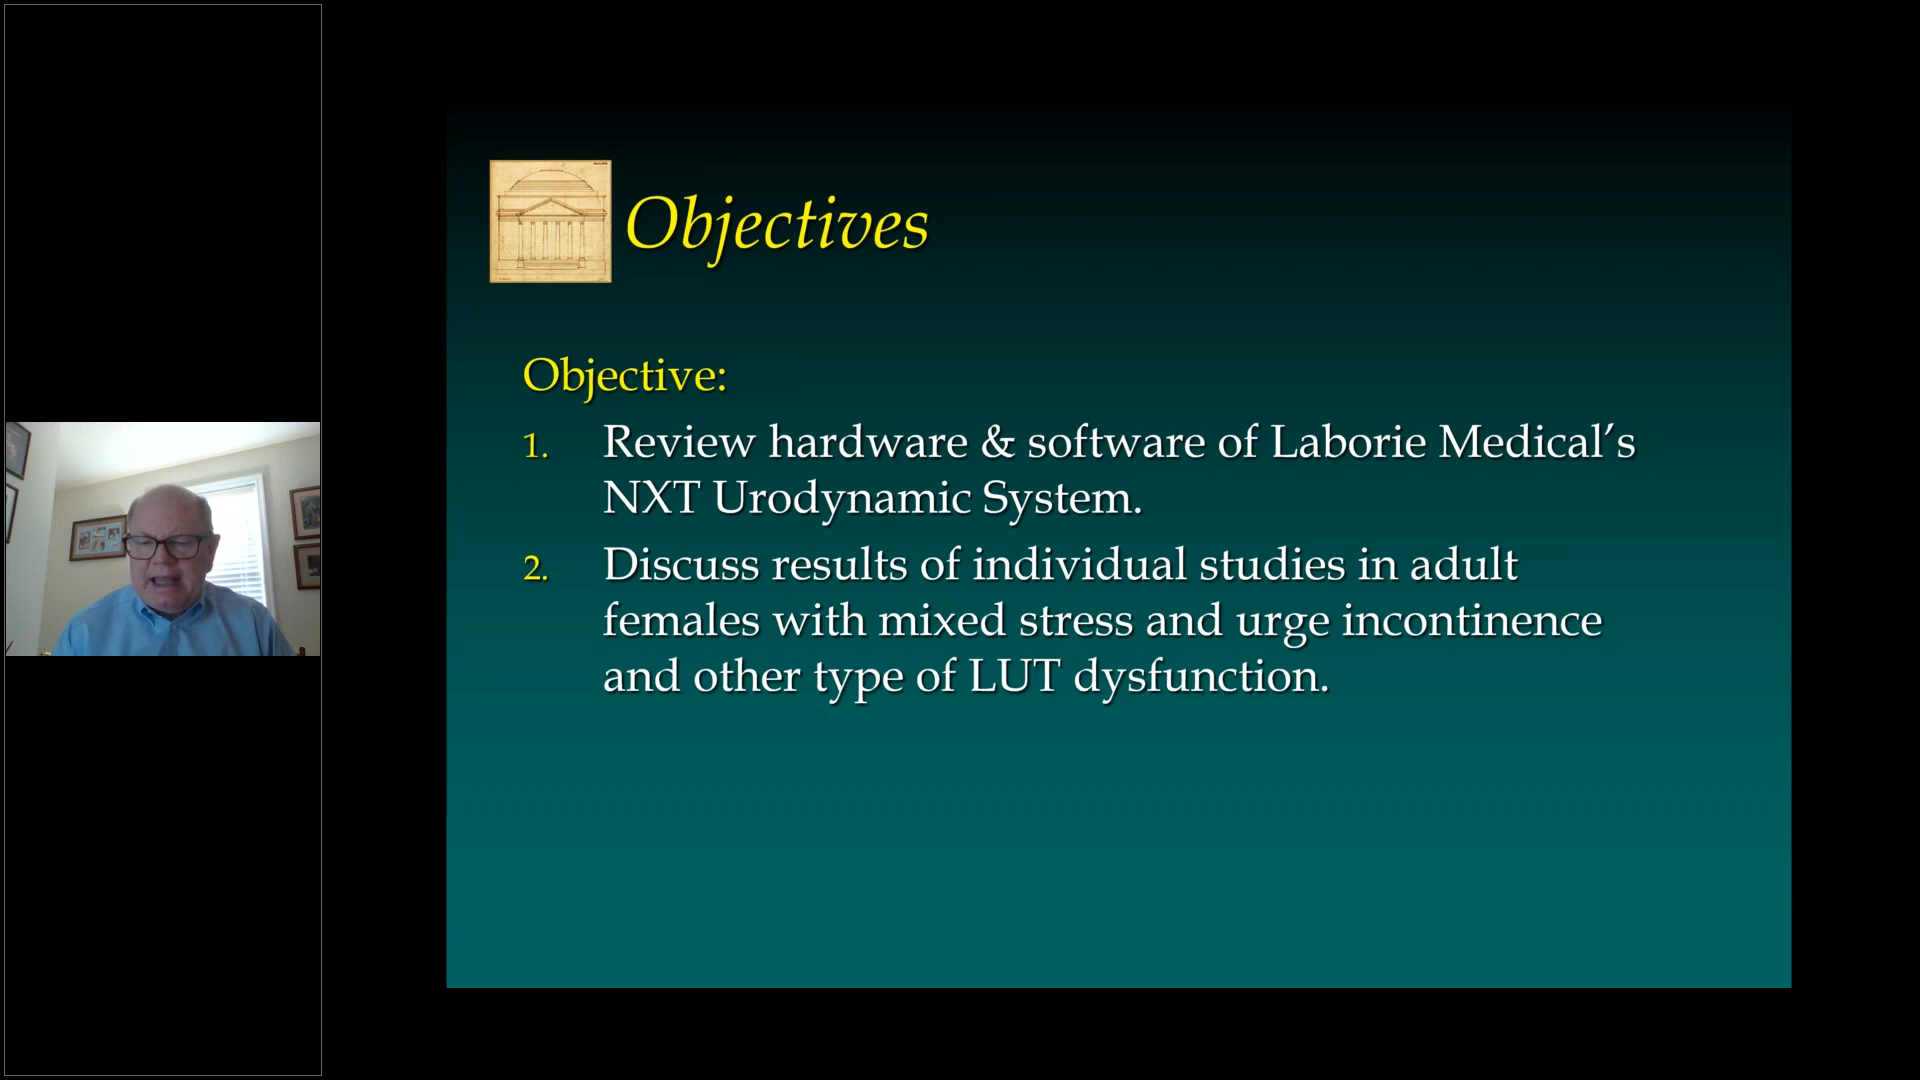 Objectives
Objective:
1. Review hardware & software of Laborie Medical’s
NXT Urodynamic System.
2. Discuss results of individual studies in adult
females with mixed stress and urge incontinence
and other type of LUT dysfunction.